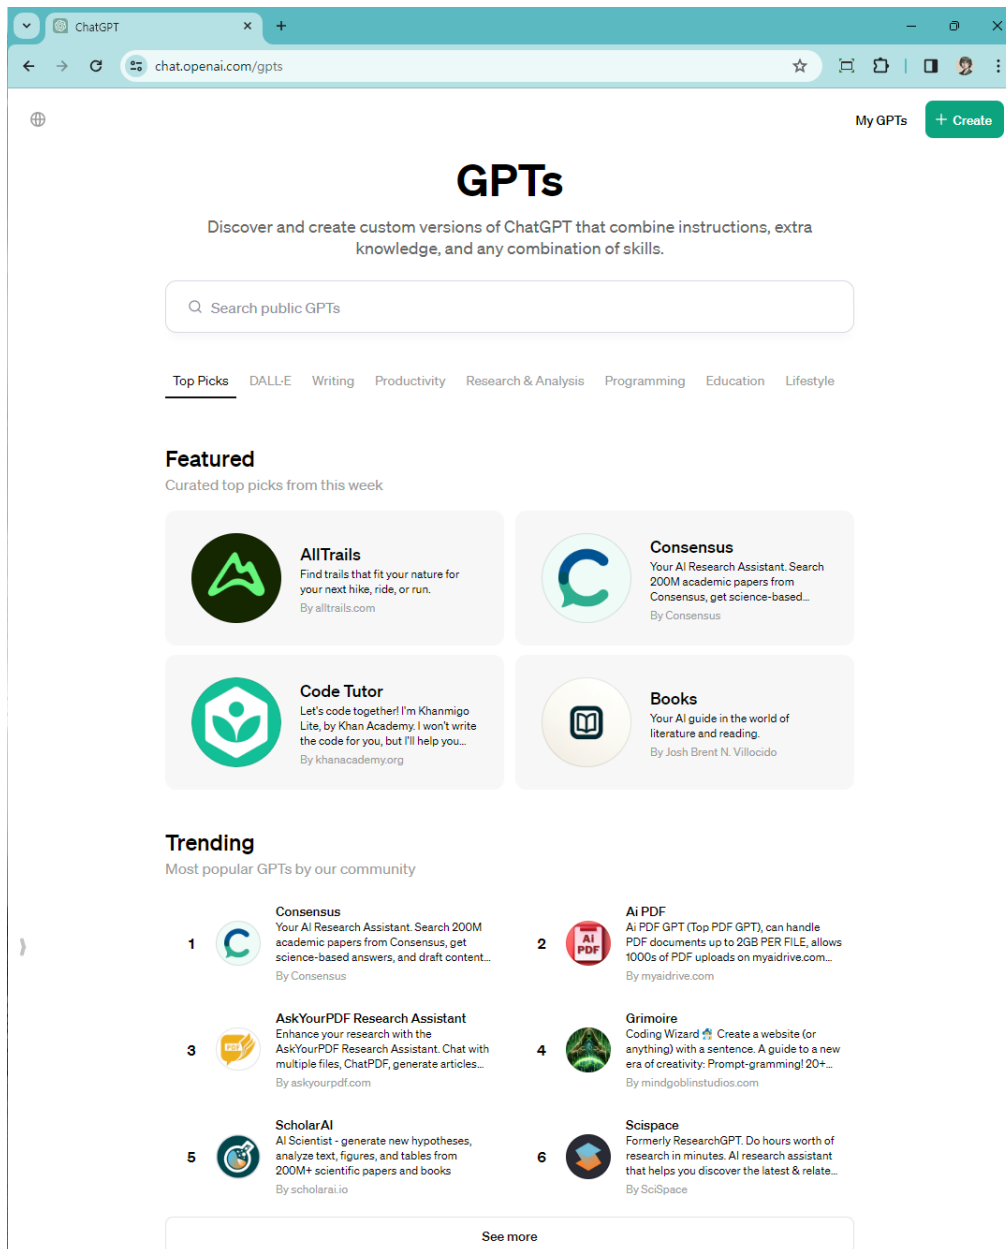 ChatGPT
chat.openai.com/gpts
My GPTs
+ Create
GPTs
Discover and create custom versions of ChatGPT that combine instructions, extra
knowledge, and any combination of skills.
Search public GPTs
Top Picks DALL·E Writing Productivity Research & Analysis Programming Education Lifestyle
Featured
Curated top picks from this week
AllTrails
Find trails that fit your nature for
your next hike, ride, or run.
By alltrails.com
Consensus
Your AI Research Assistant. Search
200M academic papers from
Consensus, get science-based...
By Consensus
Code Tutor
Let's code together! I'm Khanmigo
Lite, by Khan Academy. I won't write
the code for you, but I'll help you...
By khanacademy.org
Books
Your AI guide in the world of
literature and reading.
By Josh Brent N. Villocido
Trending
Most popular GPTs by our community
1
Consensus
Your AI Research Assistant. Search 200M
academic papers from Consensus, get
science-based answers, and draft content...
By Consensus
2
AI
PDF
Ai PDF
Ai PDF GPT (Top PDF GPT), can handle
PDF documents up to 2GB PER FILE, allows
1000s of PDF uploads on myaidrive.com...
By myaidrive.com
3
PDF
AskYourPDF Research Assistant
Enhance your research with the
AskYourPDF Research Assistant. Chat with
multiple files, ChatPDF, generate articles...
By askyourpdf.com
4
Grimoire
Coding Wizard 🧙‍♂️ Create a website (or
anything) with a sentence. A guide to a new
era of creativity: Prompt-gramming! 20+...
By mindgoblinstudios.com
5
ScholarAI
AI Scientist - generate new hypotheses,
analyze text, figures, and tables from
200M+ scientific papers and books
By scholarai.io
6
Scispace
Formerly ResearchGPT. Do hours worth of
research in minutes. AI research assistant
that helps you discover the latest & relate...
By SciSpace
See more